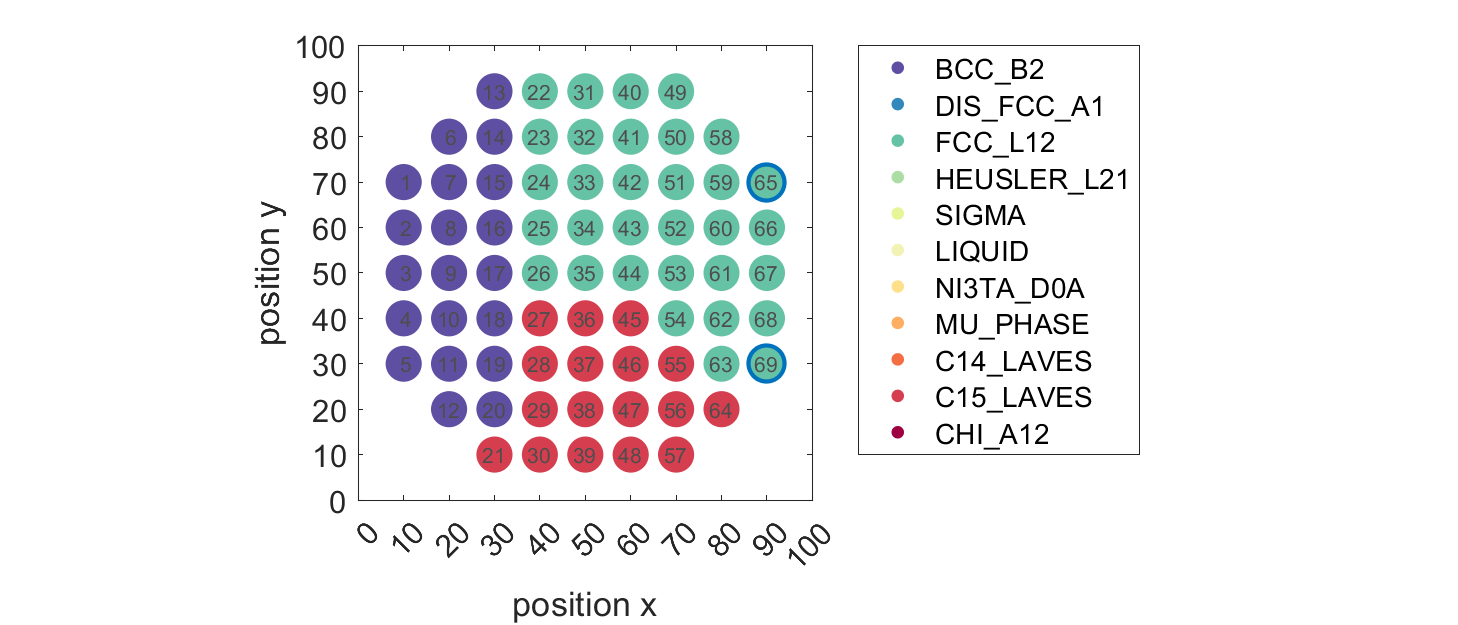 100
90 13 22 31 40 49
80 6 14 23 32 41 50 58
70 1 7 15 24 33 42 51 59 65
60 2 8 16 25 34 43 52 60 66
50 3 9 17 26 35 44 53 61 67
40 4 10 18 27 36 45 54 62 68
30 5 11 19 28 37 46 55 63 69
20 12 20 29 38 47 56 64
10 21 30 39 48 57
0
0 10 20 30 40 50 60 70 80 90 100
position x
position y
BCC_B2
DIS_FCC_A1
FCC_L12
HEUSLER_L21
SIGMA
LIQUID
NI3TA_D0A
MU_PHASE
C14_LAVES
C15_LAVES
CHI_A12